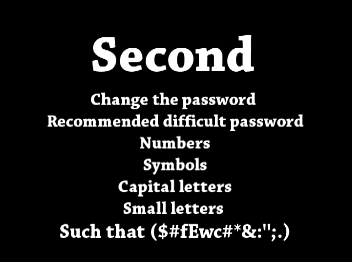 Second
Change the password
Recommended difficult password
Numbers
Symbols
Capital letters
Small letters
Such that ($#fEwc#*&:";.)